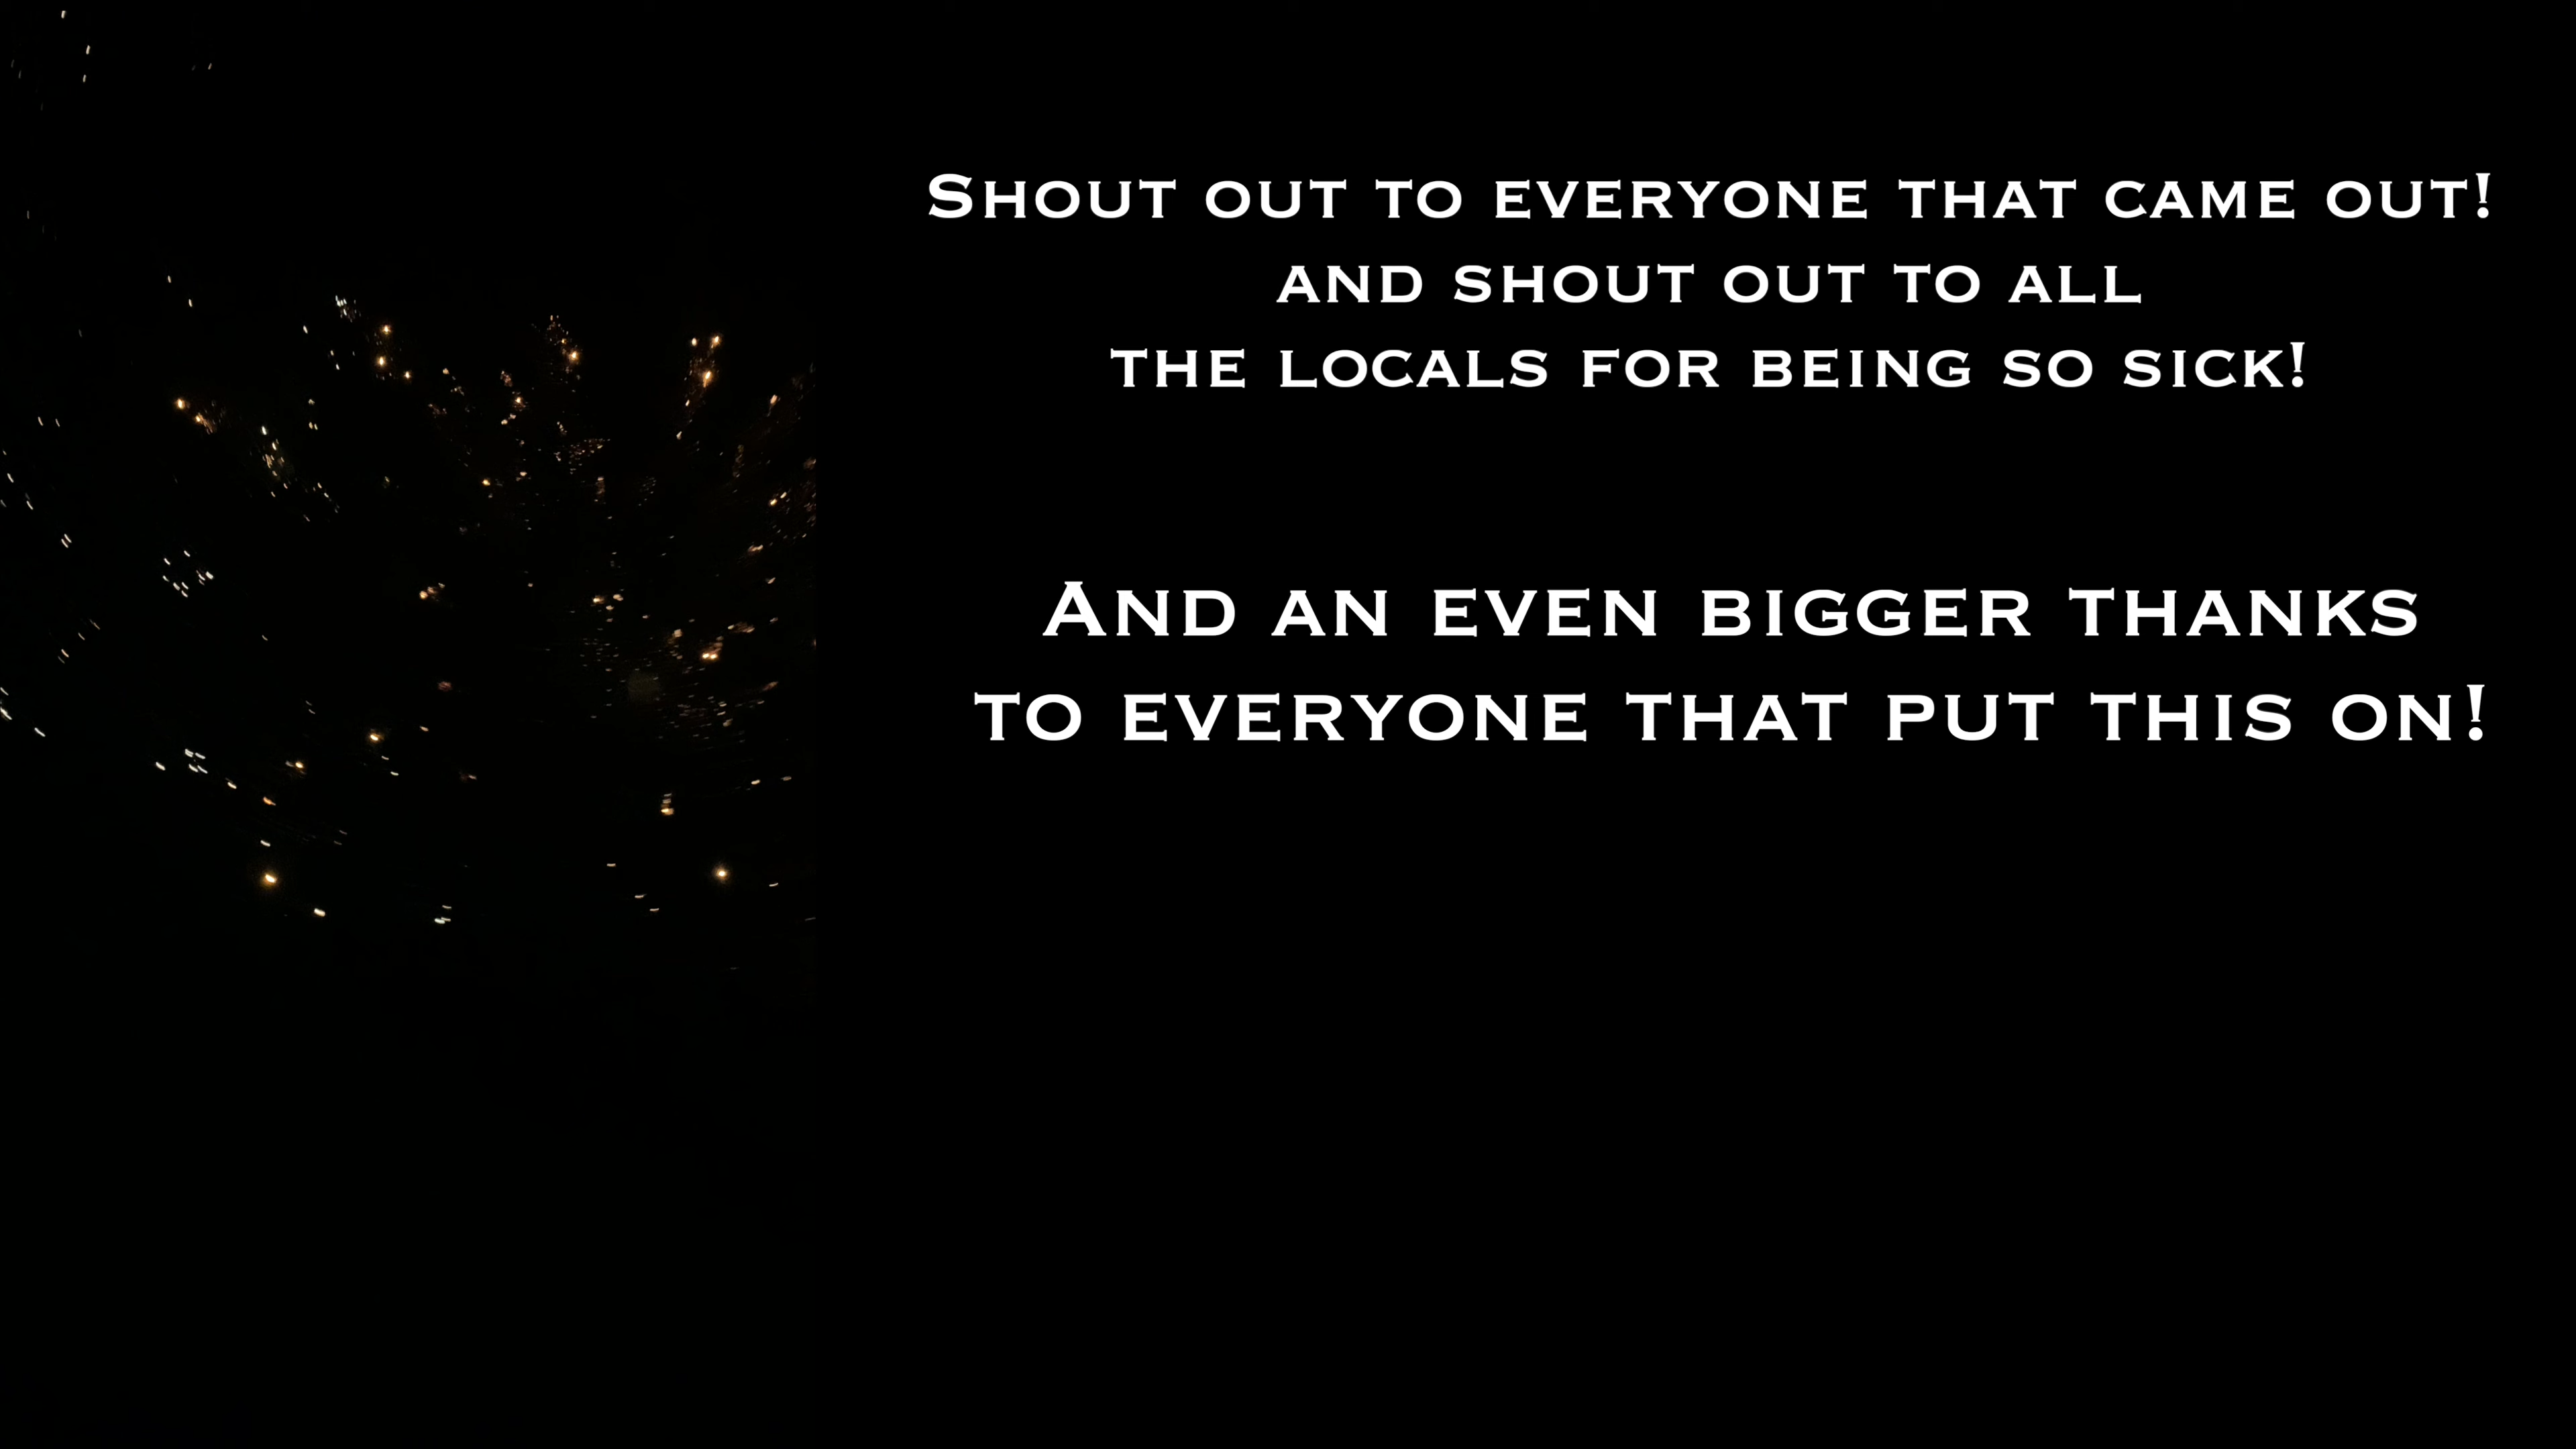 Shout out to everyone that came out!
and shout out to all
the locals for being so sick!
And an even bigger thanks
to everyone that put this on!